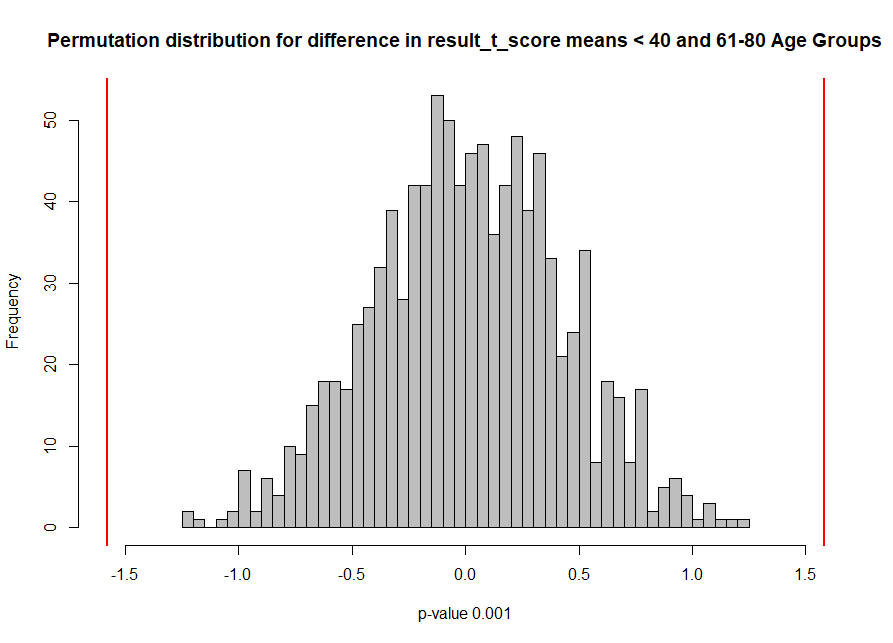 Permutation distribution for difference in result_t_score means < 40 and 61-80 Age Groups
50
40
30
20
10
0
Frequency
-1.5 -1.0 -0.5 0.0 0.5 1.0 1.5
p-value 0.001